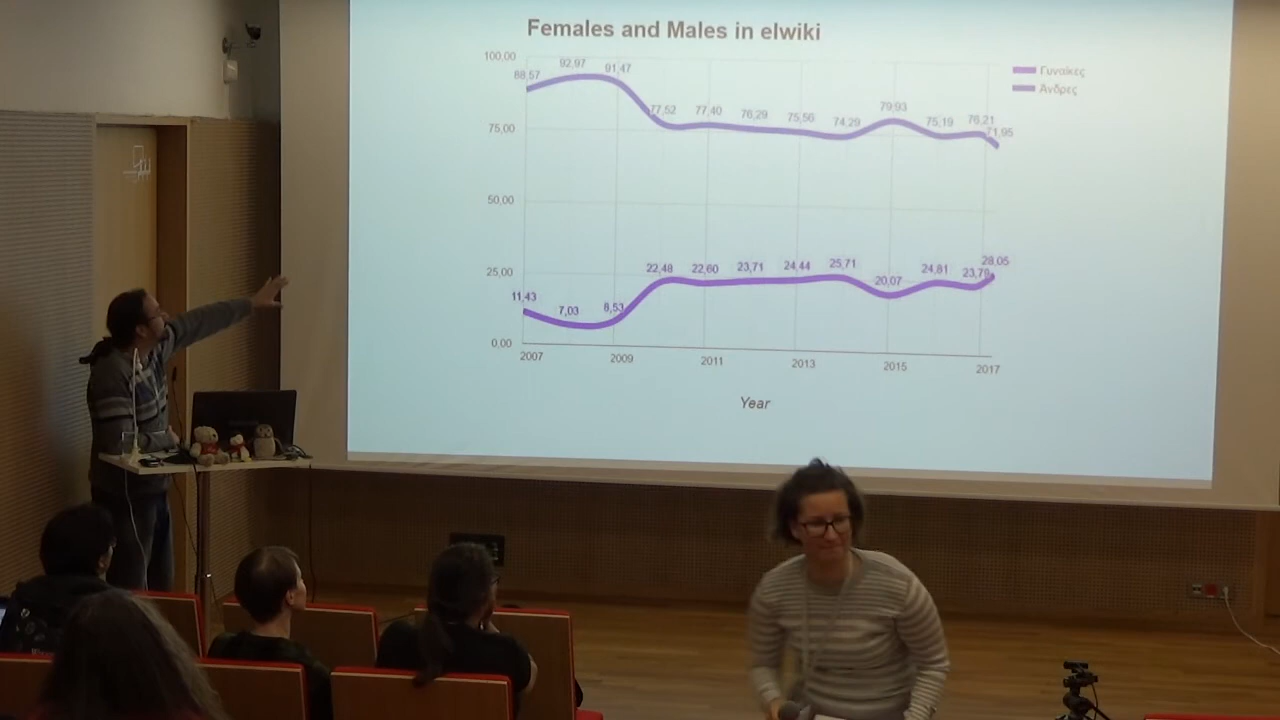 Females and Males in elwiki
100,00
75,00
50,00
25,00
0,00
88,57 92,97 91,47 77,52 77,40 76,29 75,56 74,29 79,93 75,19 76,21 71,95
11,43 7,03 8,53 22,48 22,60 23,71 24,44 25,71 20,07 24,81 23,79 28,05
2007 2009 2011 2013 2015 2017
Year
Γυναίκες
Άνδρες